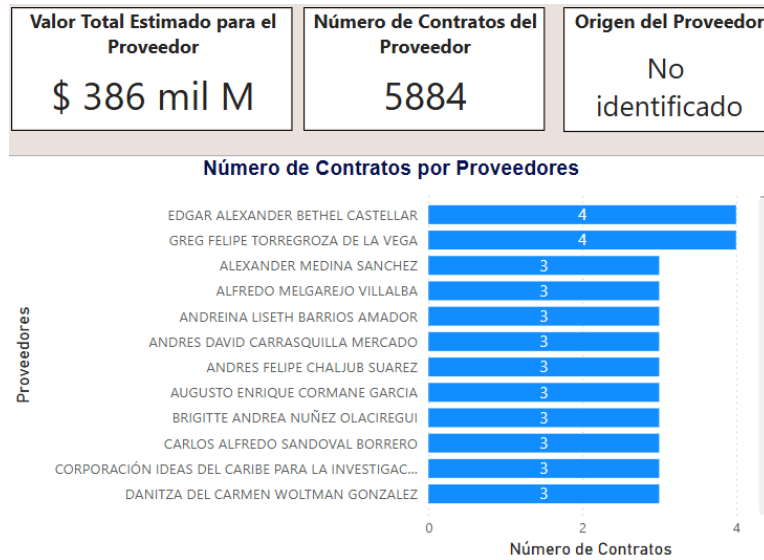 Valor Total Estimado para el
Proveedor
$ 386 mil M
Número de Contratos del
Proveedor
5884
Origen del Proveedor
No
identificado
Número de Contratos por Proveedores
Proveedores
EDGAR ALEXANDER BETHEL CASTELLAR 4
GREG FELIPE TORREGROZA DE LA VEGA 4
ALEXANDER MEDINA SANCHEZ 3
ALFREDO MELGAREJO VILLALBA 3
ANDREINA LISETH BARRIOS AMADOR 3
ANDRES DAVID CARRASQUILLA MERCADO 3
ANDRES FELIPE CHALJUB SUAREZ 3
AUGUSTO ENRIQUE CORMANE GARCIA 3
BRIGITTE ANDREA NUÑEZ OLACIREGUI 3
CARLOS ALFREDO SANDOVAL BORRERO 3
CORPORACIÓN IDEAS DEL CARIBE PARA LA INVESTIGAC... 3
DANITZA DEL CARMEN WOLTMAN GONZALEZ 3
0 2 4
Número de Contratos